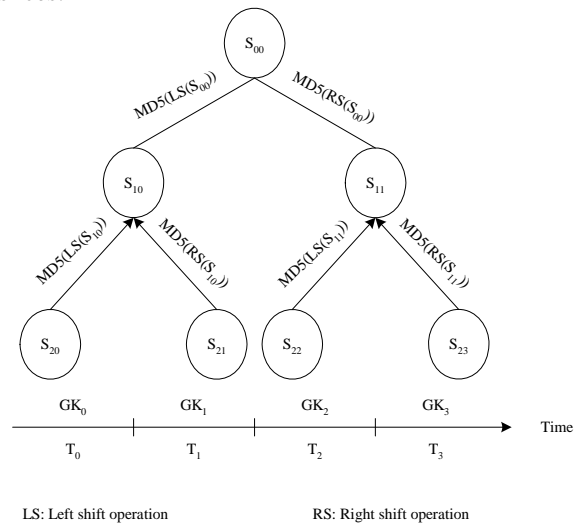 S00
MD5(LS(S00))
MD5(RS(S00))
S10
S11
MD5(LS(S10))
MD5(RS(S10))
MD5(LS(S11))
MD5(RS(S11))
S20
S21
S22
S23
GK0
GK1
GK2
GK3
Time
T0
T1
T2
T3
LS: Left shift operation
RS: Right shift operation